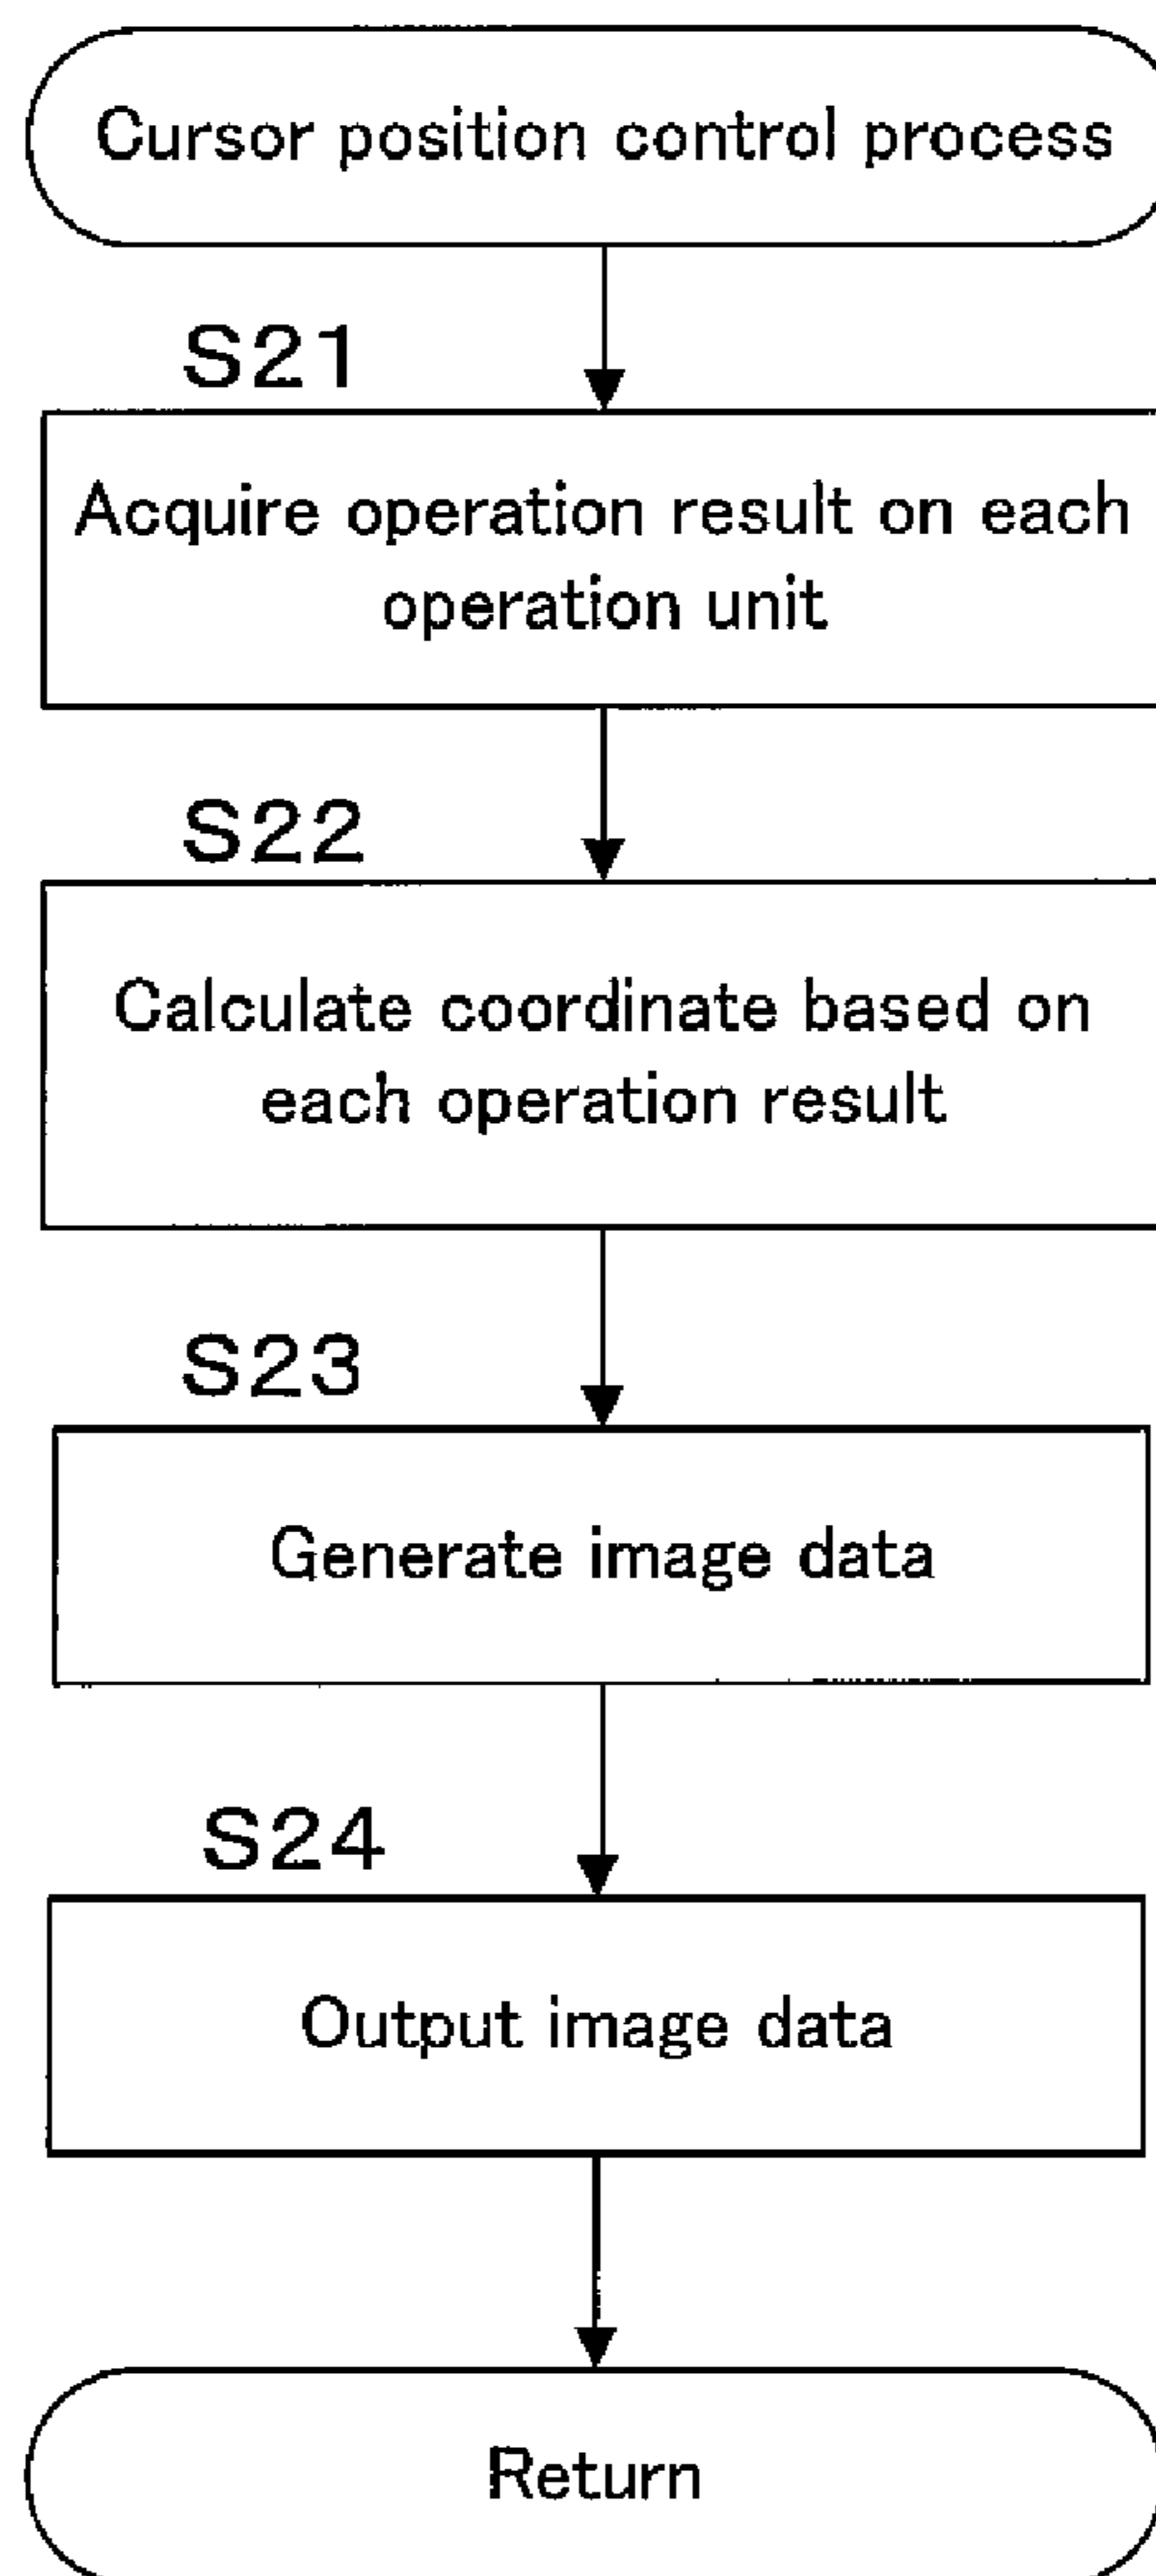 Cursor position control process
S21
Acquire operation result on each
operation unit
S22
Calculate coordinate based on
each operation result
S23
Generate image data
S24
Output image data
Return